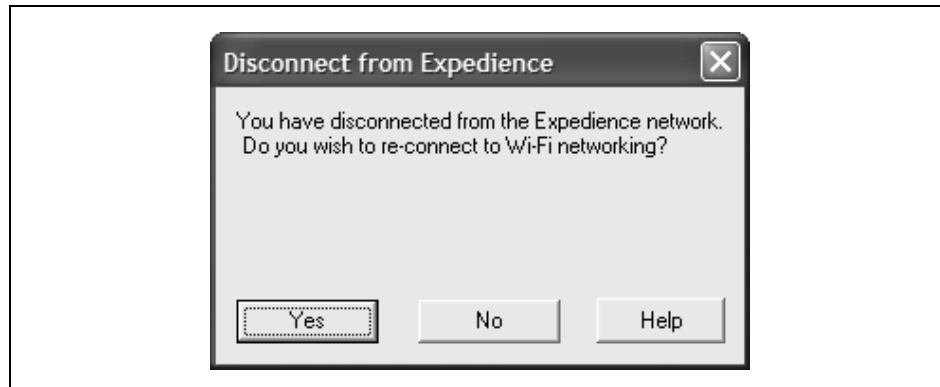 Disconnect from Expedience
You have disconnected from the Expedience network.
Do you wish to re-connect to Wi-Fi networking?
Yes
No
Help